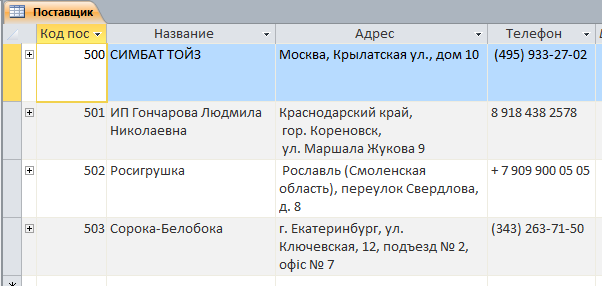 Поставщик
Код пос Название Адрес Телефон
500 СИМБАТ ТОЙЗ Москва, Крылатская ул., дом 10 (495) 933-27-02
501 ИП Гончарова Людмила Краснодарский край, 8 918 438 2578
Николаевна гор. Кореновск,
ул. Маршала Жукова 9
502 Росигрушка Рославль (Смоленская + 7 909 900 05 05
область), переулок Свердлова,
д. 8
503 Сорока-Белобока г. Екатеринбург, ул. (343) 263-71-50
Ключевская, 12, подъезд № 2,
офіс № 7